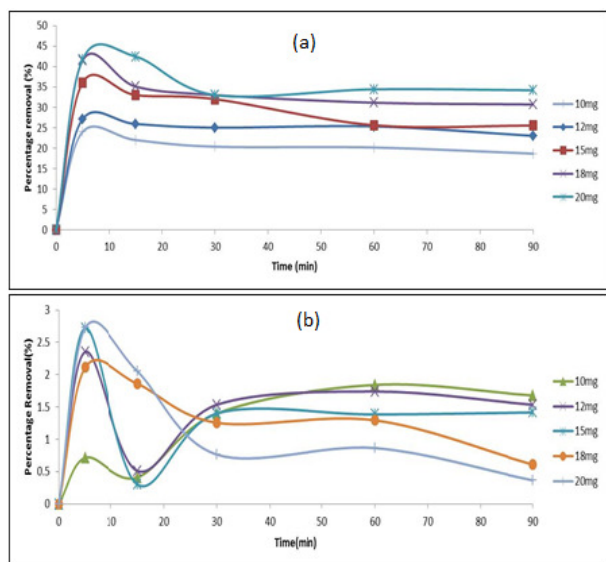 (a)
Percentage removal (%)
50
45
40
35
30
25
20
15
10
5
0
0 10 20 30 40 50 60 70 80 90
Time (min)
10mg
12mg
15mg
18mg
20mg
(b)
Percentage Removal(%)
3
2.5
2
1.5
1
0.5
0
0 10 20 30 40 50 60 70 80 90
Time(min)
10mg
12mg
15mg
18mg
20mg